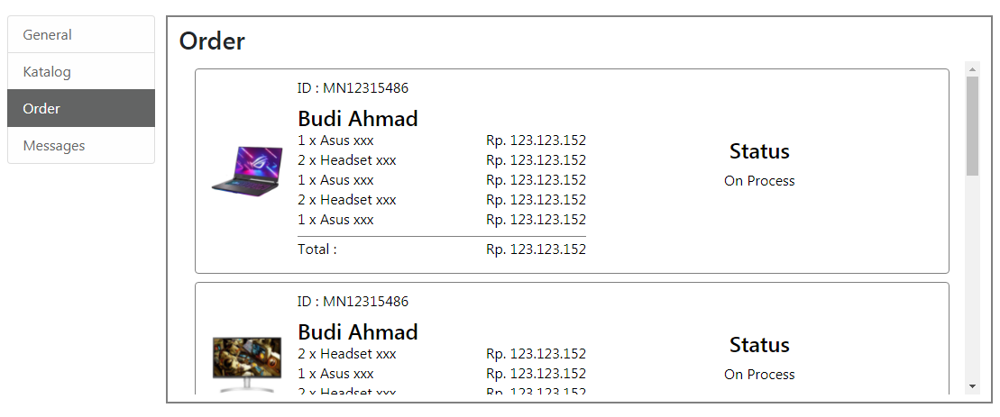 General
Katalog
Order
Messages
Order
ID : MN12315486
Budi Ahmad
1 x Asus xxx Rp. 123.123.152
2 x Headset xxx Rp. 123.123.152
1 x Asus xxx Rp. 123.123.152
2 x Headset xxx Rp. 123.123.152
1 x Asus xxx Rp. 123.123.152
Total : Rp. 123.123.152
Status
On Process
ID : MN12315486
Budi Ahmad
2 x Headset xxx Rp. 123.123.152
1 x Asus xxx Rp. 123.123.152
2 x Headset xxx Rp. 123.123.152
Status
On Process